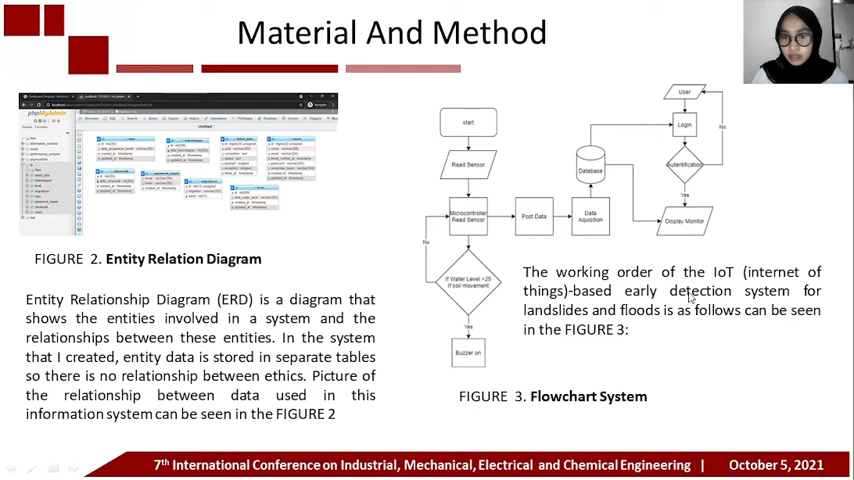 Material And Method
phpMyAdmin
FIGURE 2. Entity Relation Diagram
Entity Relationship Diagram (ERD) is a diagram that
shows the entities involved in a system and the
relationships between these entities. In the system
that I created, entity data is stored in separate tables
so there is no relationship between ethics. Picture of
the relationship between data used in this
information system can be seen in the FIGURE 2
start
Read Sensor
Microcontroller
Read Sensor
Post Data
Data
Aquisition
Database
User
Login
Autentification
No
Yes
Display Monitor
No
If Water Level >25
If coil movement
Yes
Buzzer on
The working order of the IoT (internet of
things)-based early detection system for
landslides and floods is as follows can be seen
in the FIGURE 3:
FIGURE 3. Flowchart System
7th International Conference on Industrial, Mechanical, Electrical and Chemical Engineering | October 5, 2021